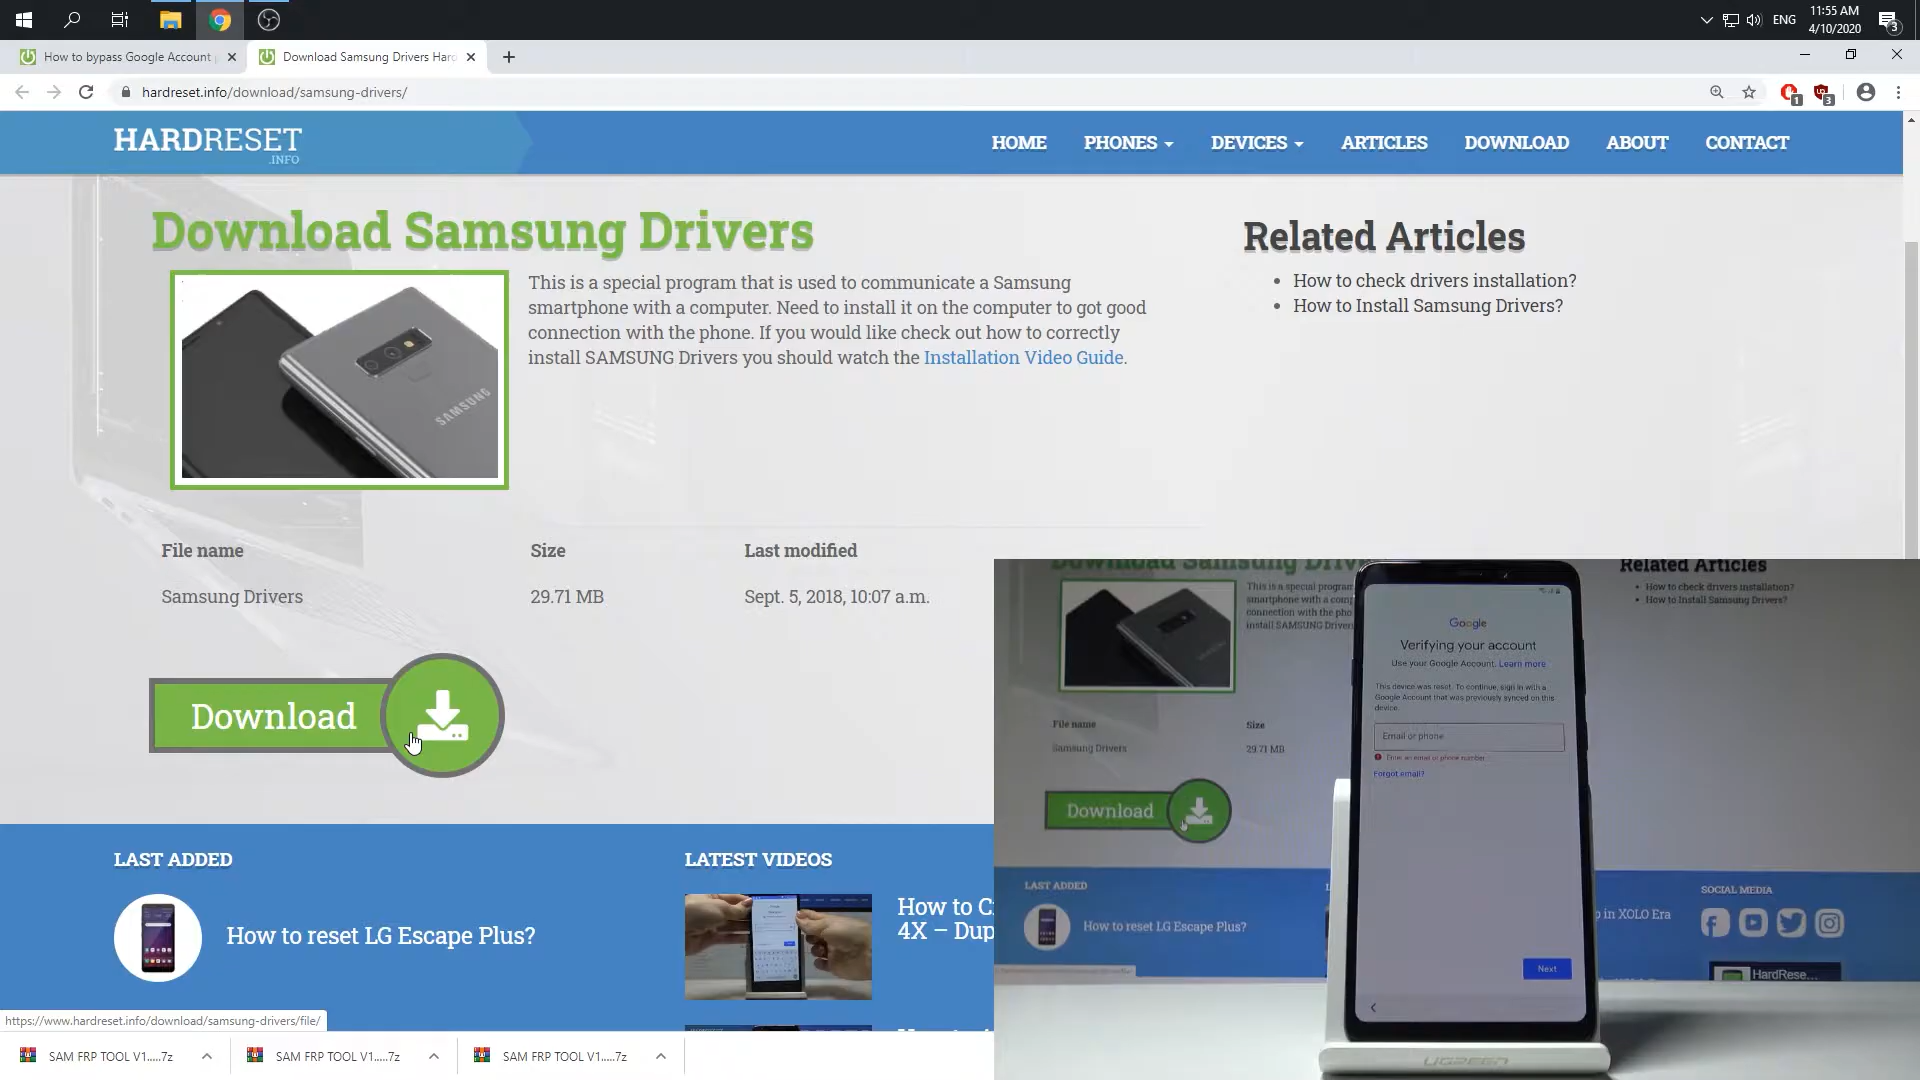 ENG
11:55 AM
4/10/2020
3
How to bypass Google Account
Download Samsung Drivers Hard
hardreset.info/download/samsung-drivers/
1
3
HARDRESET
.INFO
HOME
PHONES
DEVICES
ARTICLES
DOWNLOAD
ABOUT
CONTACT
Download Samsung Drivers
SAMSUNG
This is a special program that is used to communicate a Samsung
smartphone with a computer. Need to install it on the computer to got good
connection with the phone. If you would like check out how to correctly
install SAMSUNG Drivers you should watch the Installation Video Guide.
Related Articles
• How to check drivers installation?
• How to Install Samsung Drivers?
File name
Size
Last modified
Samsung Drivers
29.71 MB
Sept. 5, 2018, 10:07 a.m.
Download
LAST ADDED
How to reset LG Escape Plus?
LATEST VIDEOS
How to C
4X – Dup
https://www.hardreset.info/download/samsung-drivers/file/
SAM FRP TOOL V1.....7z
SAM FRP TOOL V1.....7z
SAM FRP TOOL V1.....7z
Download Samsung Driv
This is a special program
smartphone with a comp
connection with the pho
install SAMSUNG Drivers
Related Articles
• How to check drivers installation?
• How to Install Samsung Drivers?
File name
Size
Samsung Drivers
29.71 MB
Download
LAST ADDED
How to reset LG Escape Plus?
Google
Verifying your account
Use your Google Account. Learn more
This device was reset. To continue, sign in with a
Google Account that was previously synced on this
device.
Email or phone
Enter an email or phone number
Forgot email?
Next
SOCIAL MEDIA
p in XOLO Era
HardRese...
UGREEN